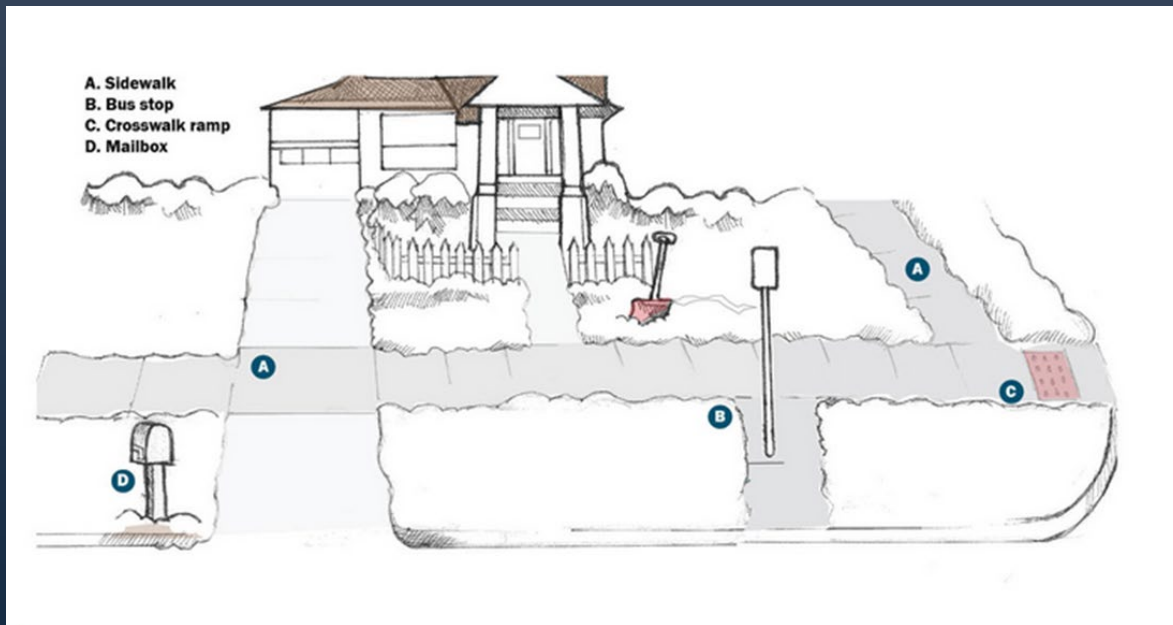 A. Sidewalk
B. Bus stop
C. Crosswalk ramp
D. Mailbox
A
A
C
B
D